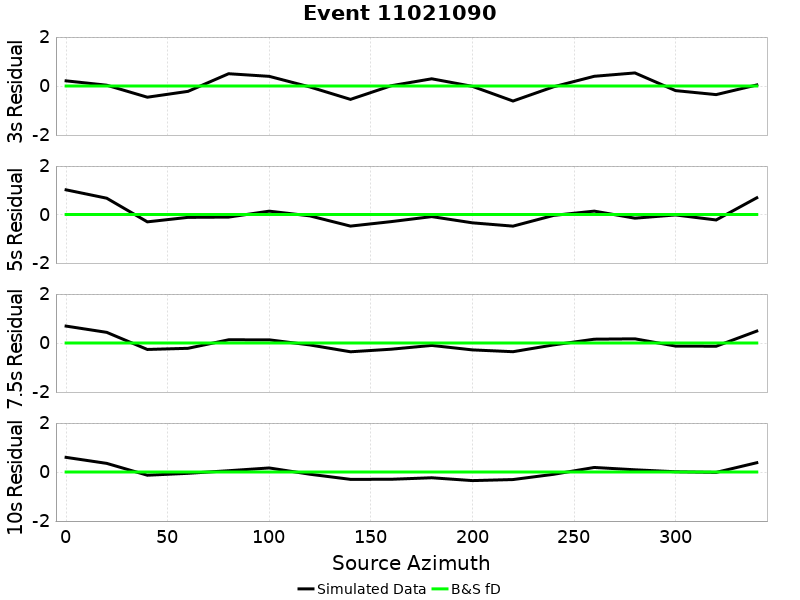 Event 11021090
3s Residual
2
0
-2
5s Residual
2
0
-2
7.5s Residual
2
0
-2
10s Residual
2
0
-2
0 50 100 150 200 250 300
Source Azimuth
Simulated Data B&S fD